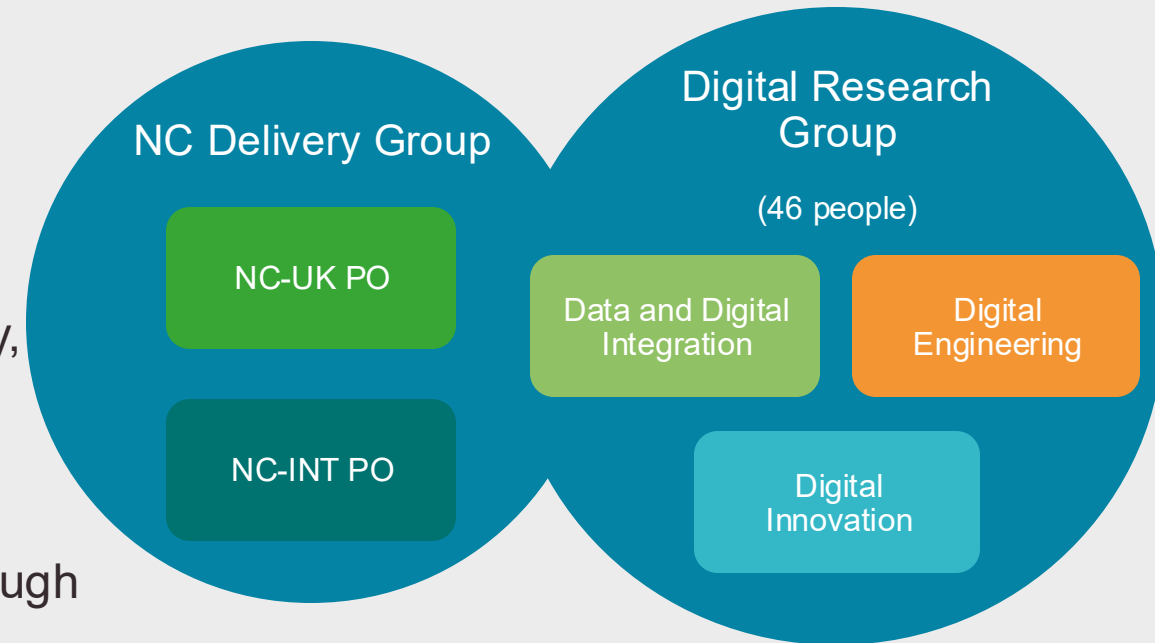 y,
ugh
NC Delivery Group
NC-UK PO
NC-INT PO
Digital Research
Group
(46 people)
Data and Digital
Integration
Digital
Engineering
Digital
Innovation